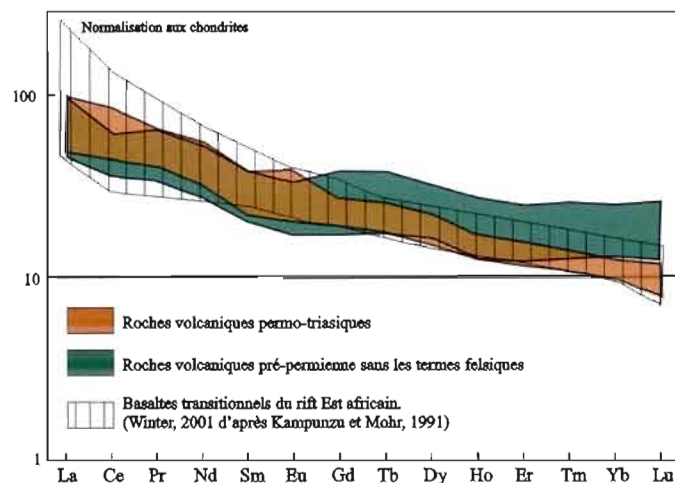 Normalisation aux chondrites
100
10
Roches volcaniques permo-triasiques
Roches volcaniques pré-permienne sans les termes felsiques
Basaltes transitionnels du rift Est africain.
(Winter, 2001 d'après Kampunzu et Mohr, 1991)
1
La Ce Pr Nd Sm Eu Gd Tb Dy Ho Er Tm Yb Lu